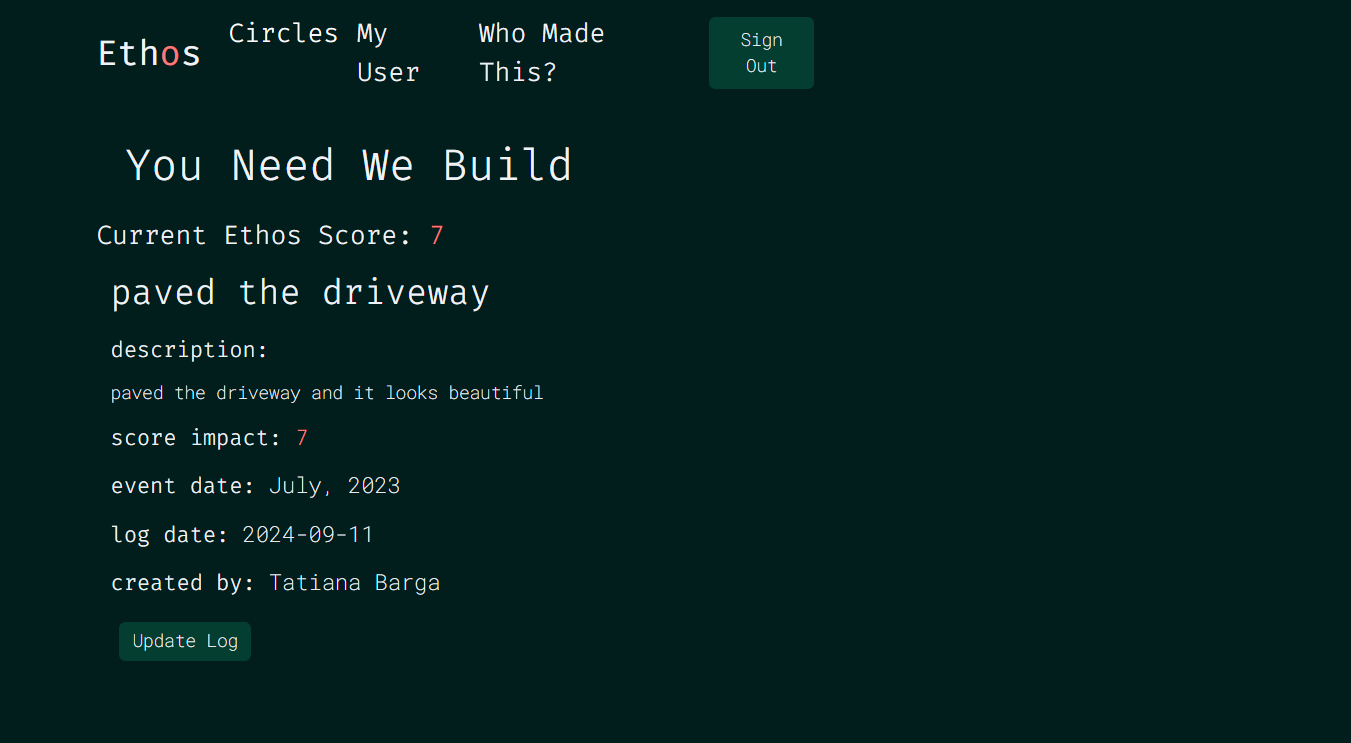 Ethos
Circles
My
User
Who Made
This?
Sign
Out
You Need We Build
Current Ethos Score: 7
paved the driveway
description:
paved the driveway and it looks beautiful
score impact: 7
event date: July, 2023
log date: 2024-09-11
created by: Tatiana Barga
Update Log